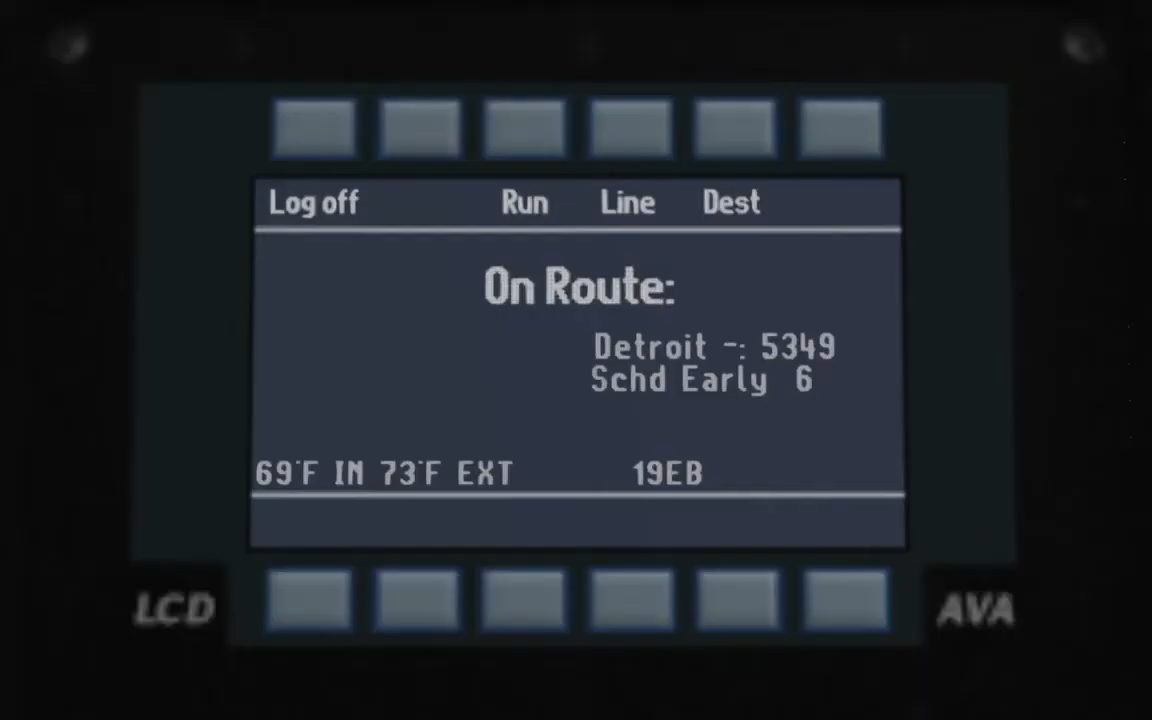 Log off Run Line Dest
On Route:
Detroit -: 5349
Schd Early 6
69°F IN 73°F EXT 19EB
LCD AVA